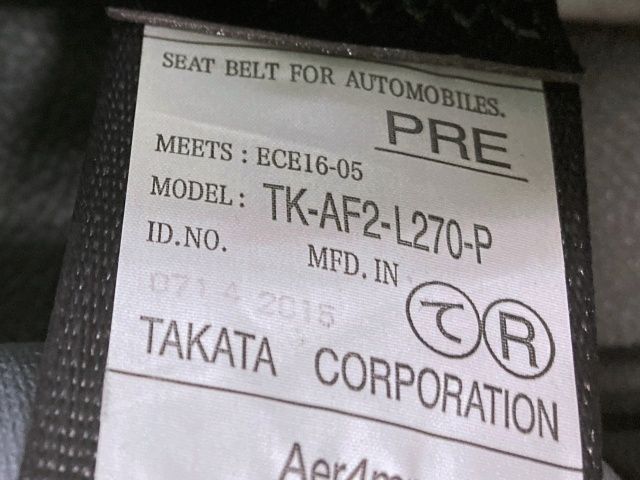 SEAT BELT FOR AUTOMOBILES.
PRE
MEETS : ECE16-05
MODEL: TK-AF2-L270-P
ID.NO. MFD. IN
0714 2015
て R
TAKATA CORPORATION